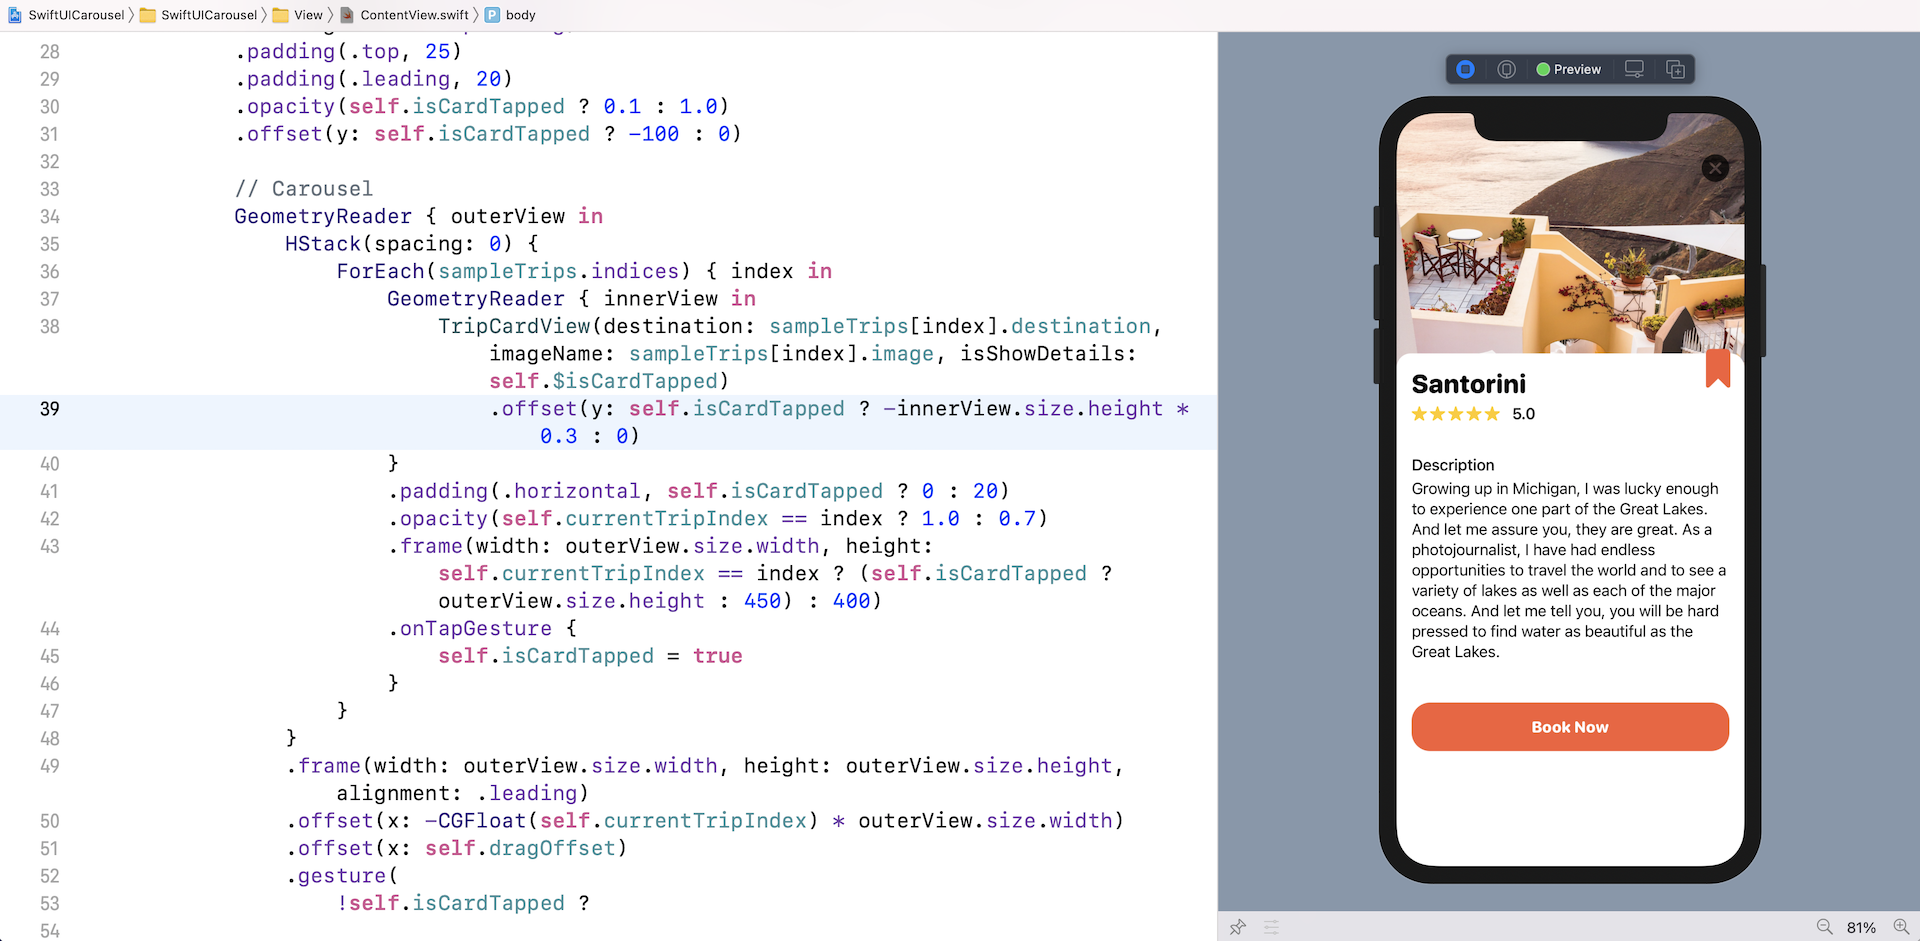 SwiftUICarousel SwiftUICarousel View ContentView.swift P body
28 .padding(.top, 25)
29 .padding(.leading, 20)
30 .opacity(self.isCardTapped ? 0.1 : 1.0)
31 .offset(y: self.isCardTapped ? -100 : 0)
32
33 // Carousel
34 GeometryReader { outerView in
35 HStack(spacing: 0) {
36 ForEach(sampleTrips.indices) { index in
37 GeometryReader { innerView in
38 TripCardView(destination: sampleTrips[index].destination,
imageName: sampleTrips[index].image, isShowDetails:
self.$isCardTapped)
39 .offset(y: self.isCardTapped ? -innerView.size.height *
0.3 : 0)
40 }
41 .padding(.horizontal, self.isCardTapped ? 0 : 20)
42 .opacity(self.currentTripIndex == index ? 1.0 : 0.7)
43 .frame(width: outerView.size.width, height:
self.currentTripIndex == index ? (self.isCardTapped ?
outerView.size.height : 450) : 400)
44 .onTapGesture {
45 self.isCardTapped = true
46 }
47 }
48 }
49 .frame(width: outerView.size.width, height: outerView.size.height,
alignment: .leading)
50 .offset(x: -CGFloat(self.currentTripIndex) * outerView.size.width)
51 .offset(x: self.dragOffset)
52 .gesture(
53 !self.isCardTapped ?
54
Preview
Santorini
5.0
Description
Growing up in Michigan, I was lucky enough
to experience one part of the Great Lakes.
And let me assure you, they are great. As a
photojournalist, I have had endless
opportunities to travel the world and to see a
variety of lakes as well as each of the major
oceans. And let me tell you, you will be hard
pressed to find water as beautiful as the
Great Lakes.
Book Now
81%